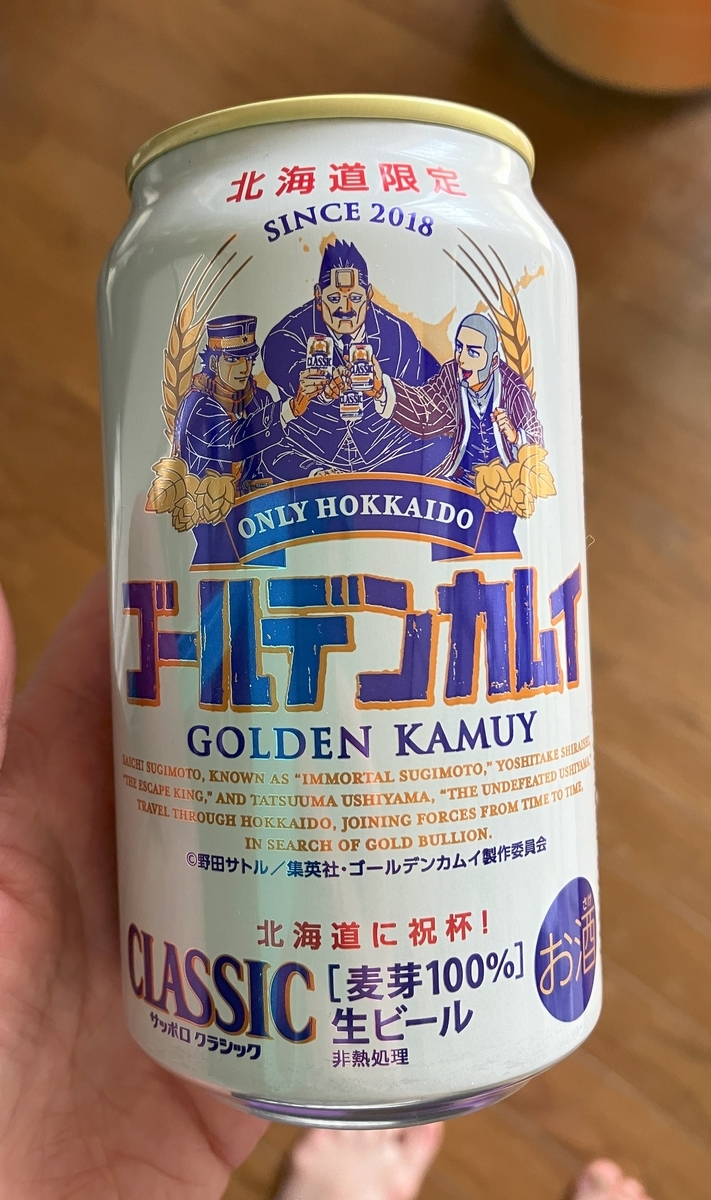 北海道限定
SINCE 2018
CLASSIC
CLASSIC
CLASSIC
ONLY HOKKAIDO
ゴールデンカムイ
GOLDEN KAMUY
SAICHI SUGIMOTO, KNOWN AS “IMMORTAL SUGIMOTO,” YOSHITAKE SHIRAISHI,
“THE ESCAPE KING,” AND TATSUUMA USHIYAMA, “THE UNDEFEATED USHIYAMA,”
TRAVEL THROUGH HOKKAIDO, JOINING FORCES FROM TIME TO TIME,
IN SEARCH OF GOLD BULLION.
©野田サトル／集英社・ゴールデンカムイ製作委員会
北海道に祝杯!
CLASSIC
サッポロ クラシック
[麦芽100%]
生ビール
非熱処理
さけ
お酒